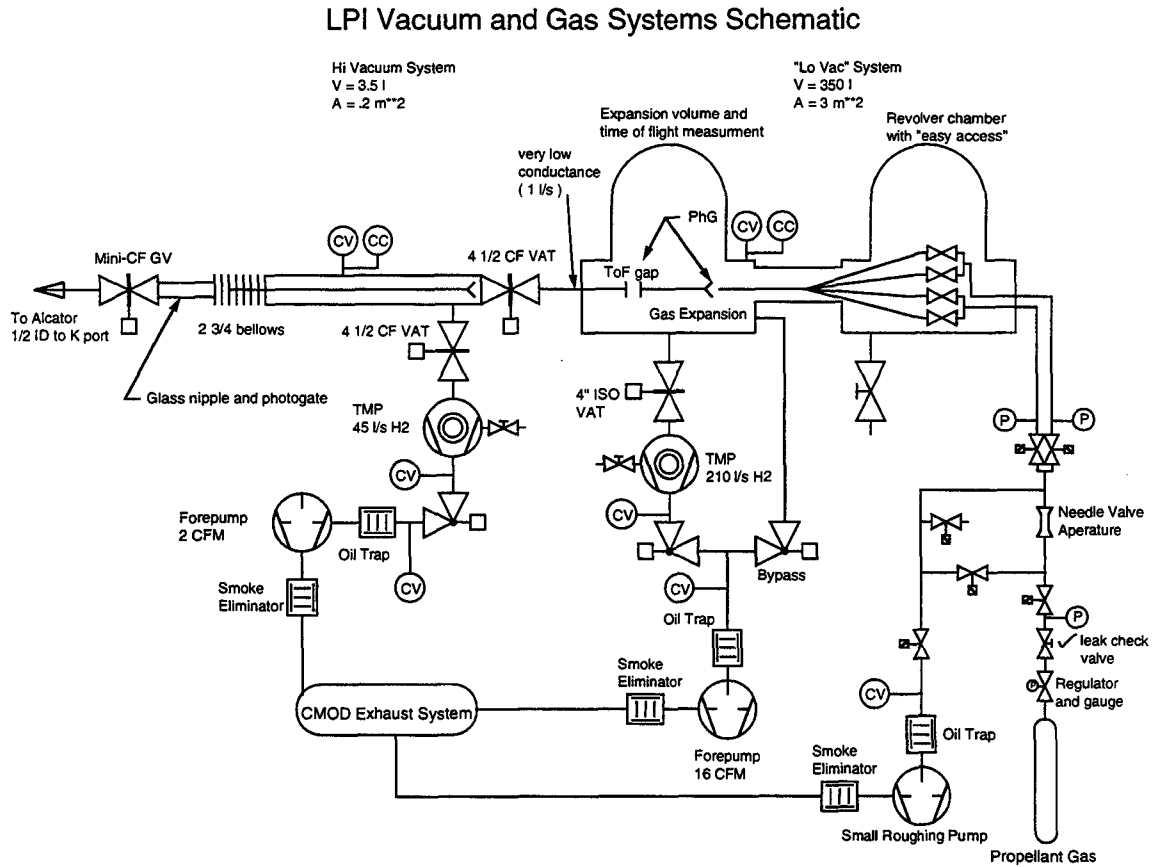 LPI Vacuum and Gas Systems Schematic
Hi Vacuum System
V = 3.5 l
A = .2 m**2
"Lo Vac" System
V = 350 l
A = 3 m**2
Expansion volume and
time of flight measurment
Revolver chamber
with "easy access"
very low
conductance
( 1 l/s )
PhG
CV
CC
CV
CC
Mini-CF GV
4 1/2 CF VAT
ToF gap
To Alcator
1/2 ID to K port
2 3/4 bellows
4 1/2 CF VAT
Gas Expansion
Glass nipple and photogate
4" ISO
VAT
TMP
45 l/s H2
P
P
TMP
210 l/s H2
CV
CV
Forepump
2 CFM
Oil Trap
Needle Valve
Aperature
Bypass
CV
CV
Smoke
Eliminator
Oil Trap
P
leak check
valve
Smoke
Eliminator
CV
P
Regulator
and gauge
CMOD Exhaust System
Oil Trap
Forepump
16 CFM
Smoke
Eliminator
Small Roughing Pump
Propellant Gas